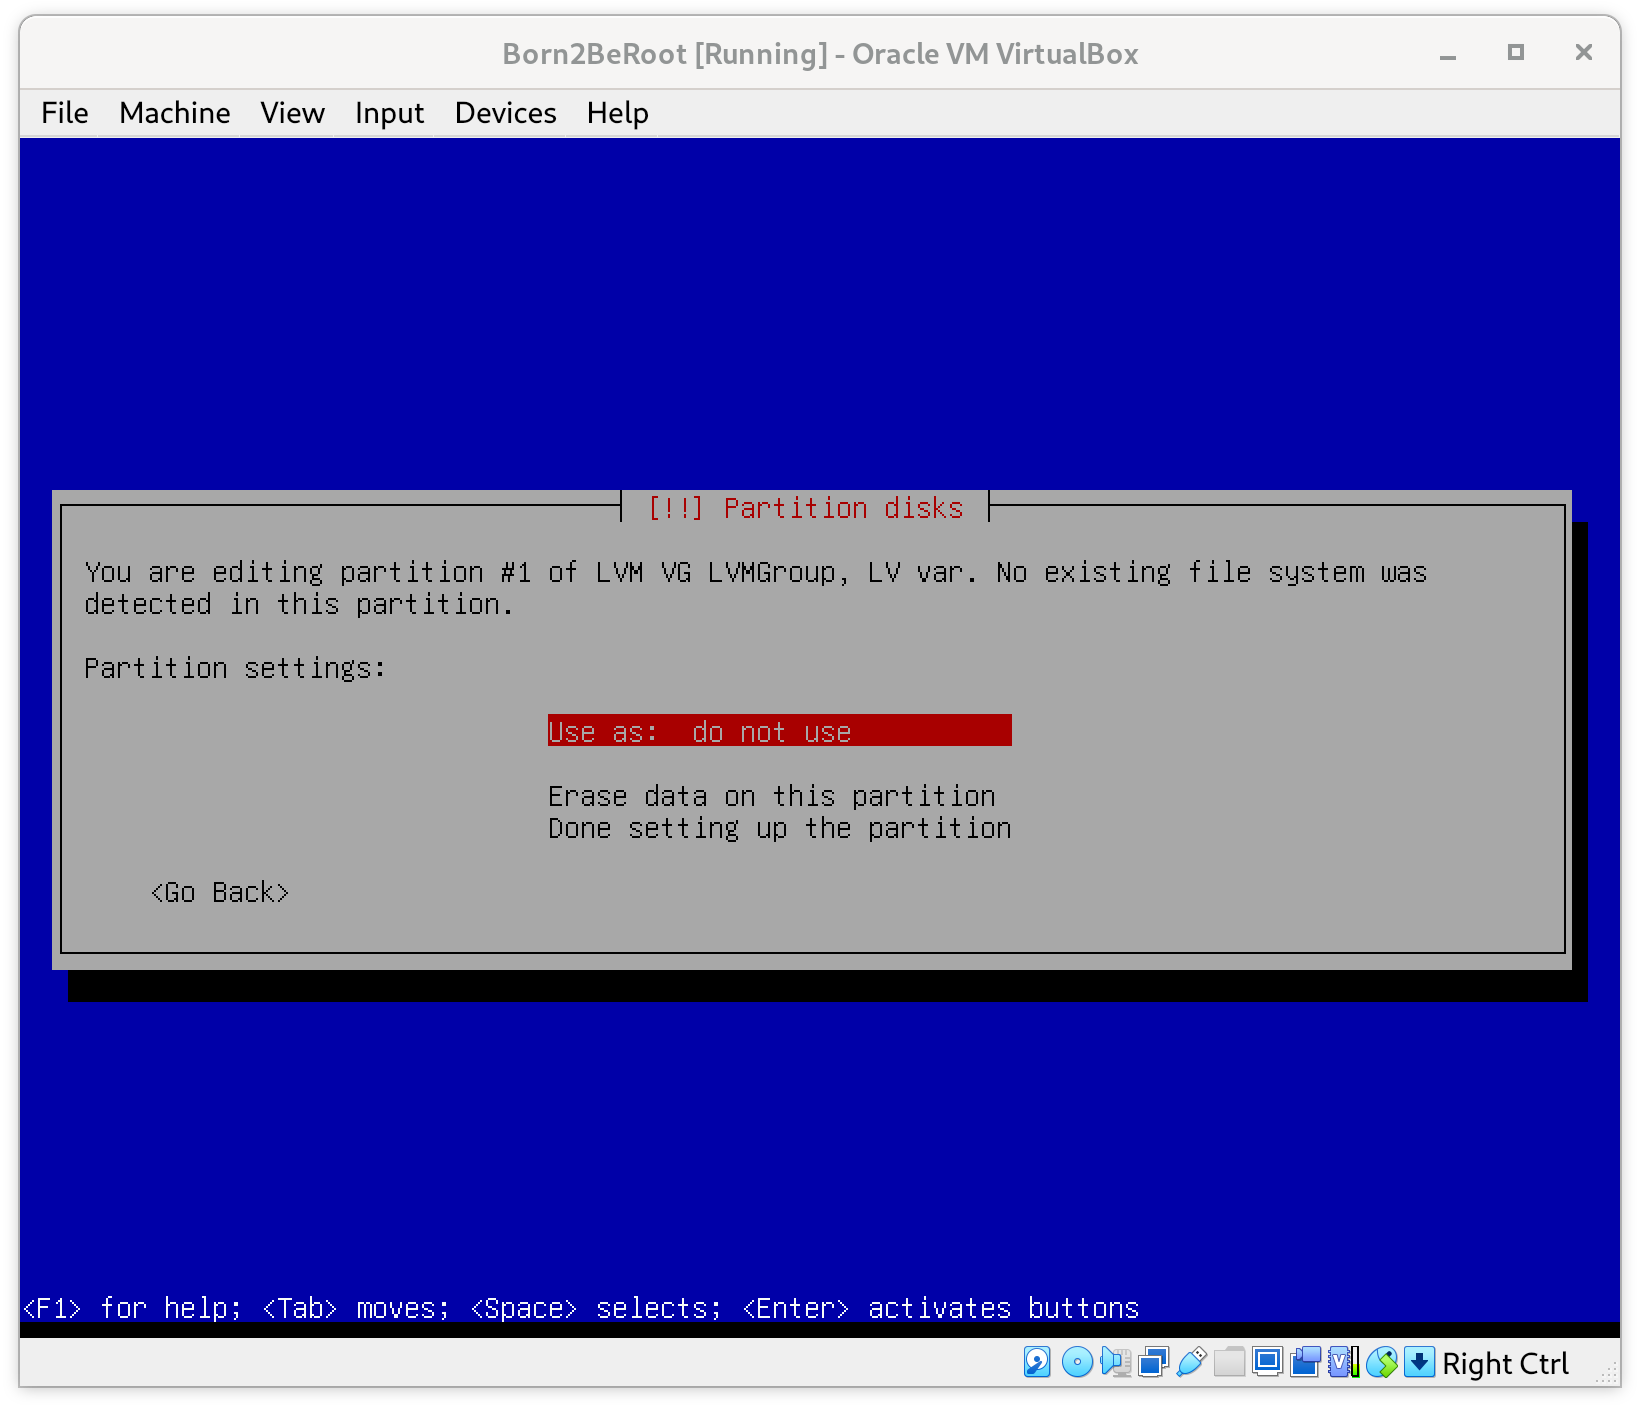 Born2BeRoot [Running] - Oracle VM VirtualBox
File Machine View Input Devices Help
[!!] Partition disks
You are editing partition #1 of LVM VG LVMGroup, LV var. No existing file system was
detected in this partition.
Partition settings:
Use as: do not use
Erase data on this partition
Done setting up the partition
<Go Back>
<F1> for help; <Tab> moves; <Space> selects; <Enter> activates buttons
Right Ctrl